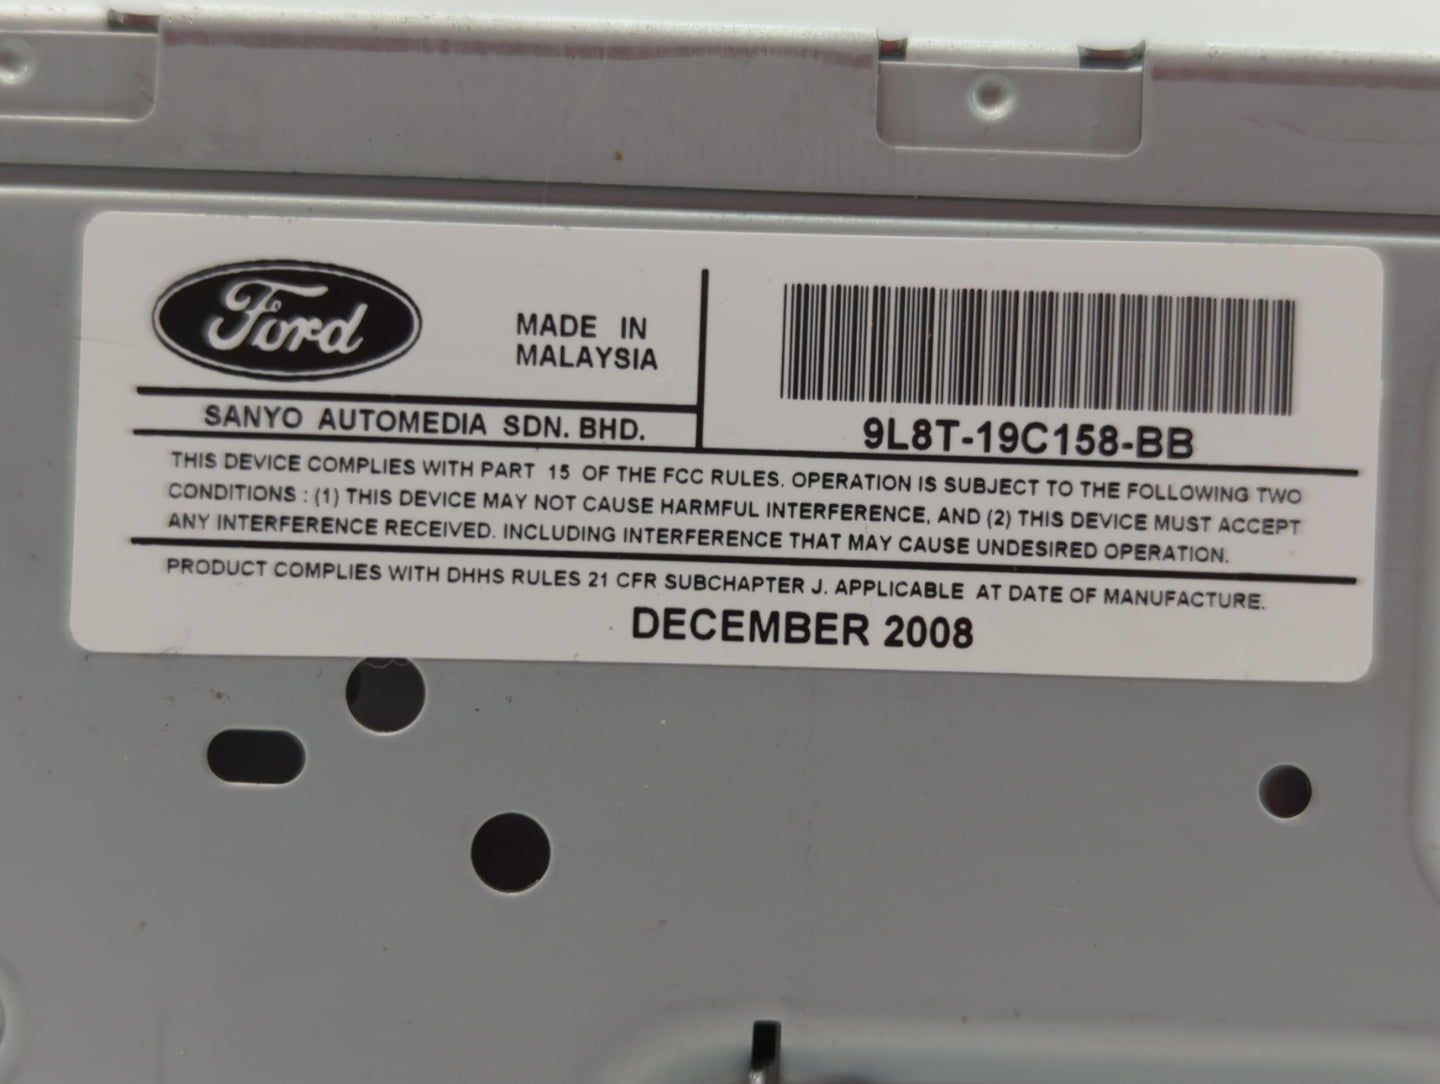 Ford
MADE IN
MALAYSIA
SANYO AUTOMEDIA SDN. BHD.
9L8T-19C158-BB
THIS DEVICE COMPLIES WITH PART 15 OF THE FCC RULES. OPERATION IS SUBJECT TO THE FOLLOWING TWO
CONDITIONS : (1) THIS DEVICE MAY NOT CAUSE HARMFUL INTERFERENCE, AND (2) THIS DEVICE MUST ACCEPT
ANY INTERFERENCE RECEIVED. INCLUDING INTERFERENCE THAT MAY CAUSE UNDESIRED OPERATION.
PRODUCT COMPLIES WITH DHHS RULES 21 CFR SUBCHAPTER J. APPLICABLE AT DATE OF MANUFACTURE.
DECEMBER 2008